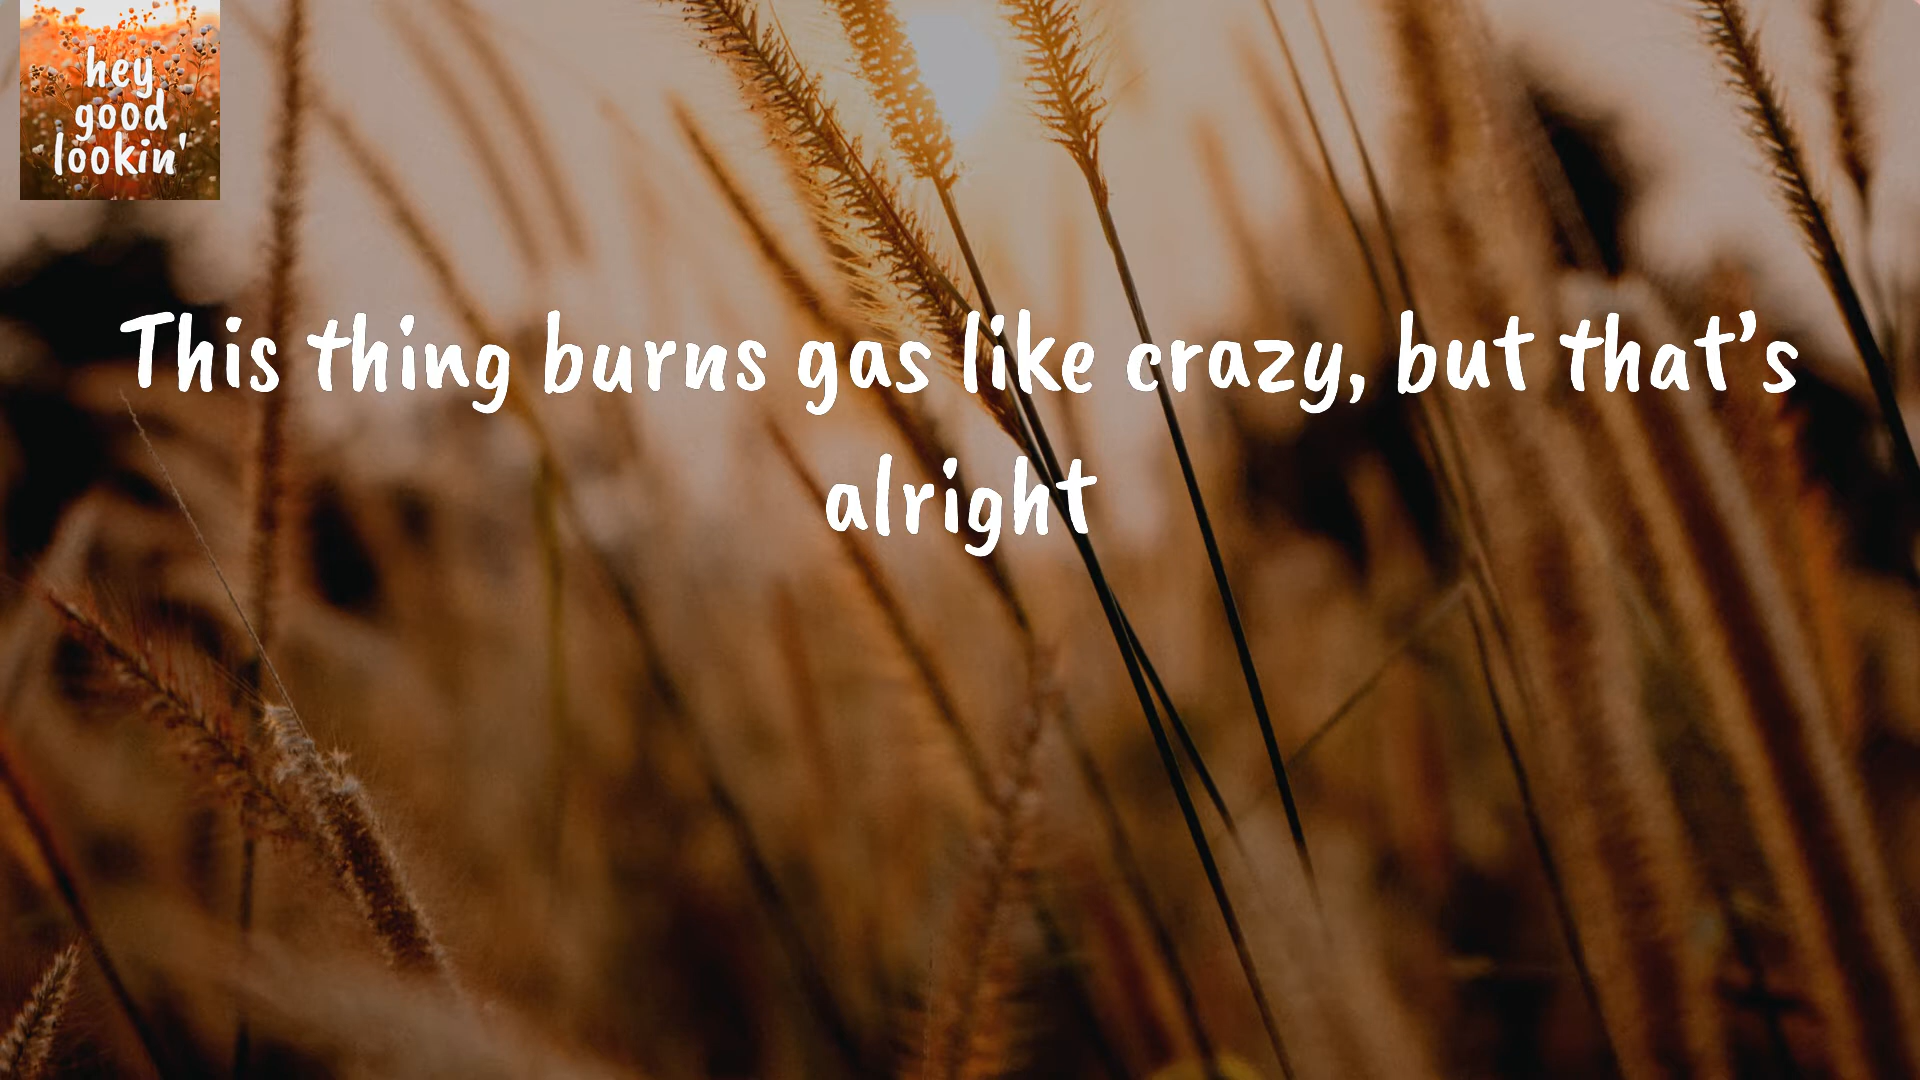 hey
good
lookin'
This thing burns gas like crazy, but that’s
alright